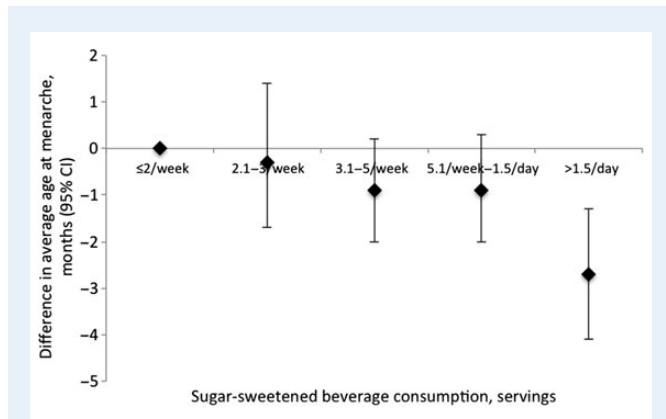 Difference in average age at menarche,
months (95% CI)
2
1
0
−1
−2
−3
−4
−5
≤2/week
2.1–3/week
3.1–5/week
5.1/week–1.5/day
>1.5/day
Sugar-sweetened beverage consumption, servings